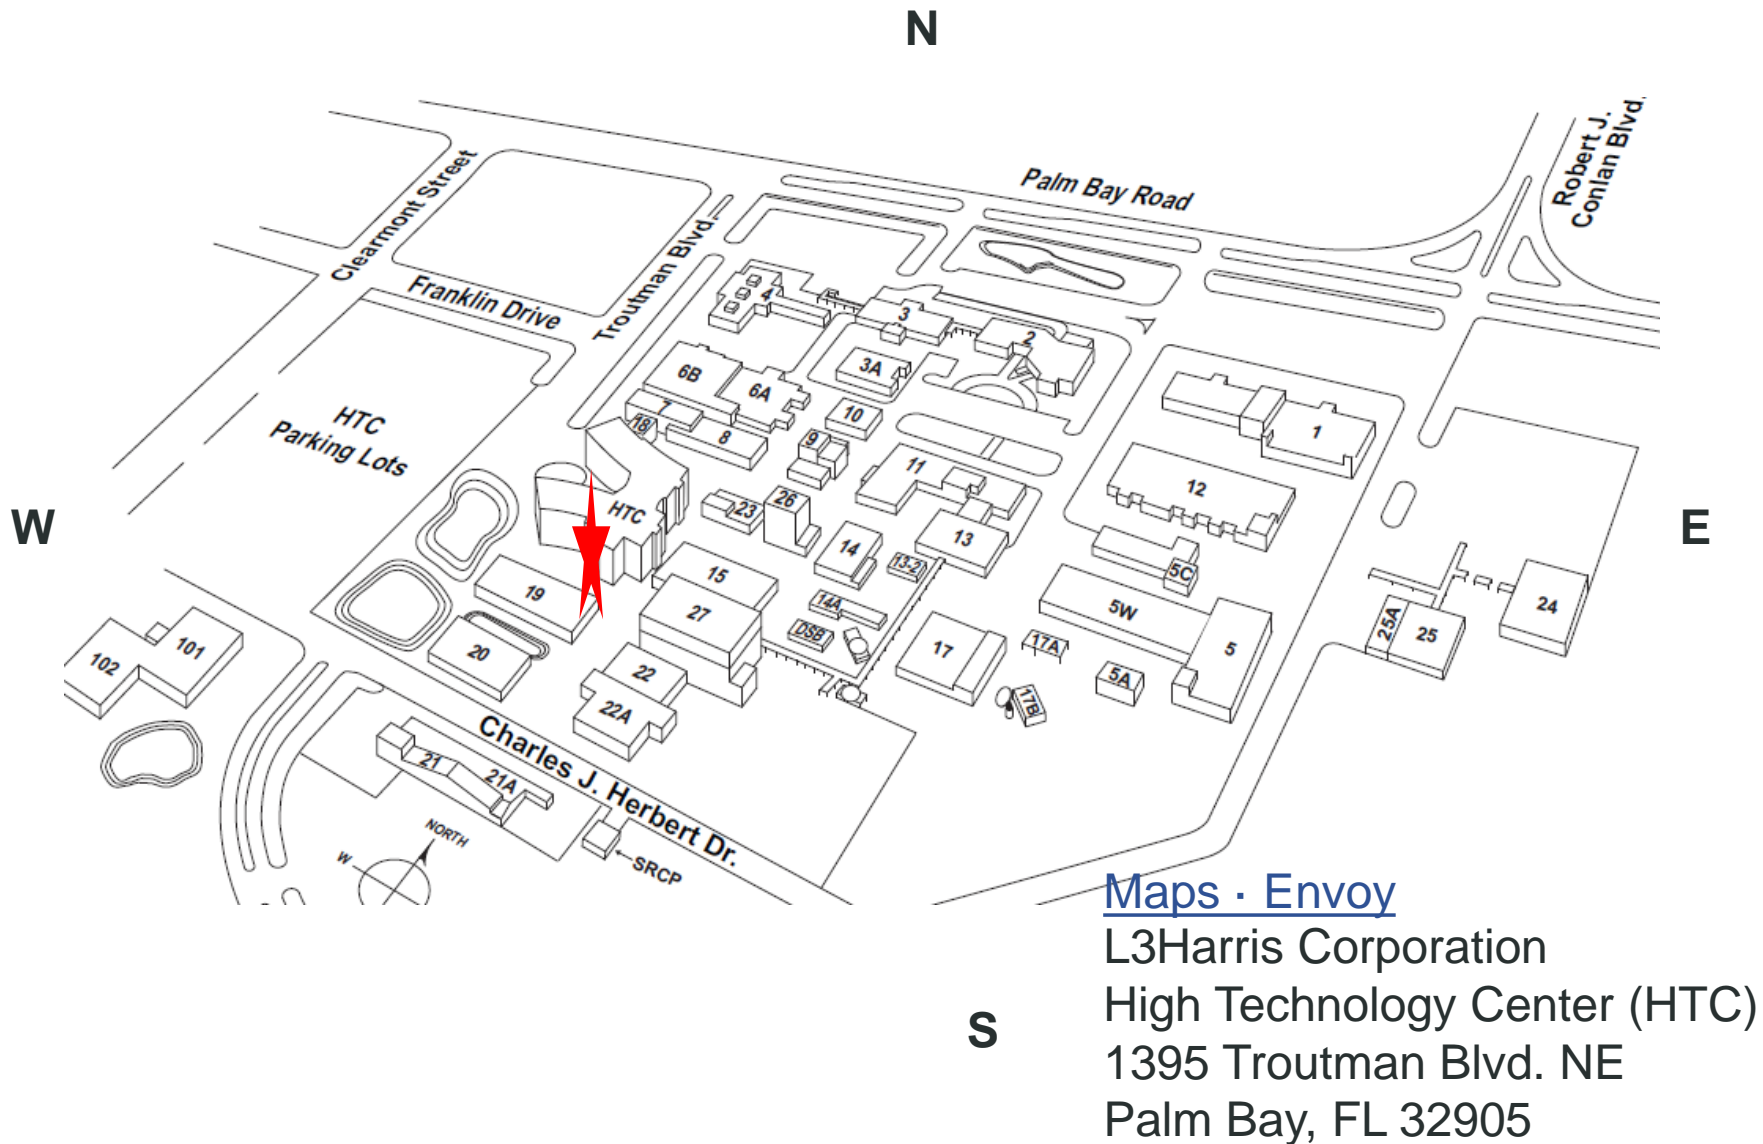 N
Robert J.
Conlan Blvd.
Palm Bay Road
Clearmont Street
Troutman Blvd.
Franklin Drive
4
3
2
3A
6B
6A
7
18
8
10
9
1
HTC
Parking Lots
11
12
W
E
HTC
23
26
14
13
13-2
5C
15
19
27
14A
DSB
17
17A
5W
5
5A
17B
25A
25
24
20
22
22A
101
102
Charles J. Herbert Dr.
21
21A
SRCP
NORTH
W
Maps · Envoy
L3Harris Corporation
High Technology Center (HTC)
S
1395 Troutman Blvd. NE
Palm Bay, FL 32905